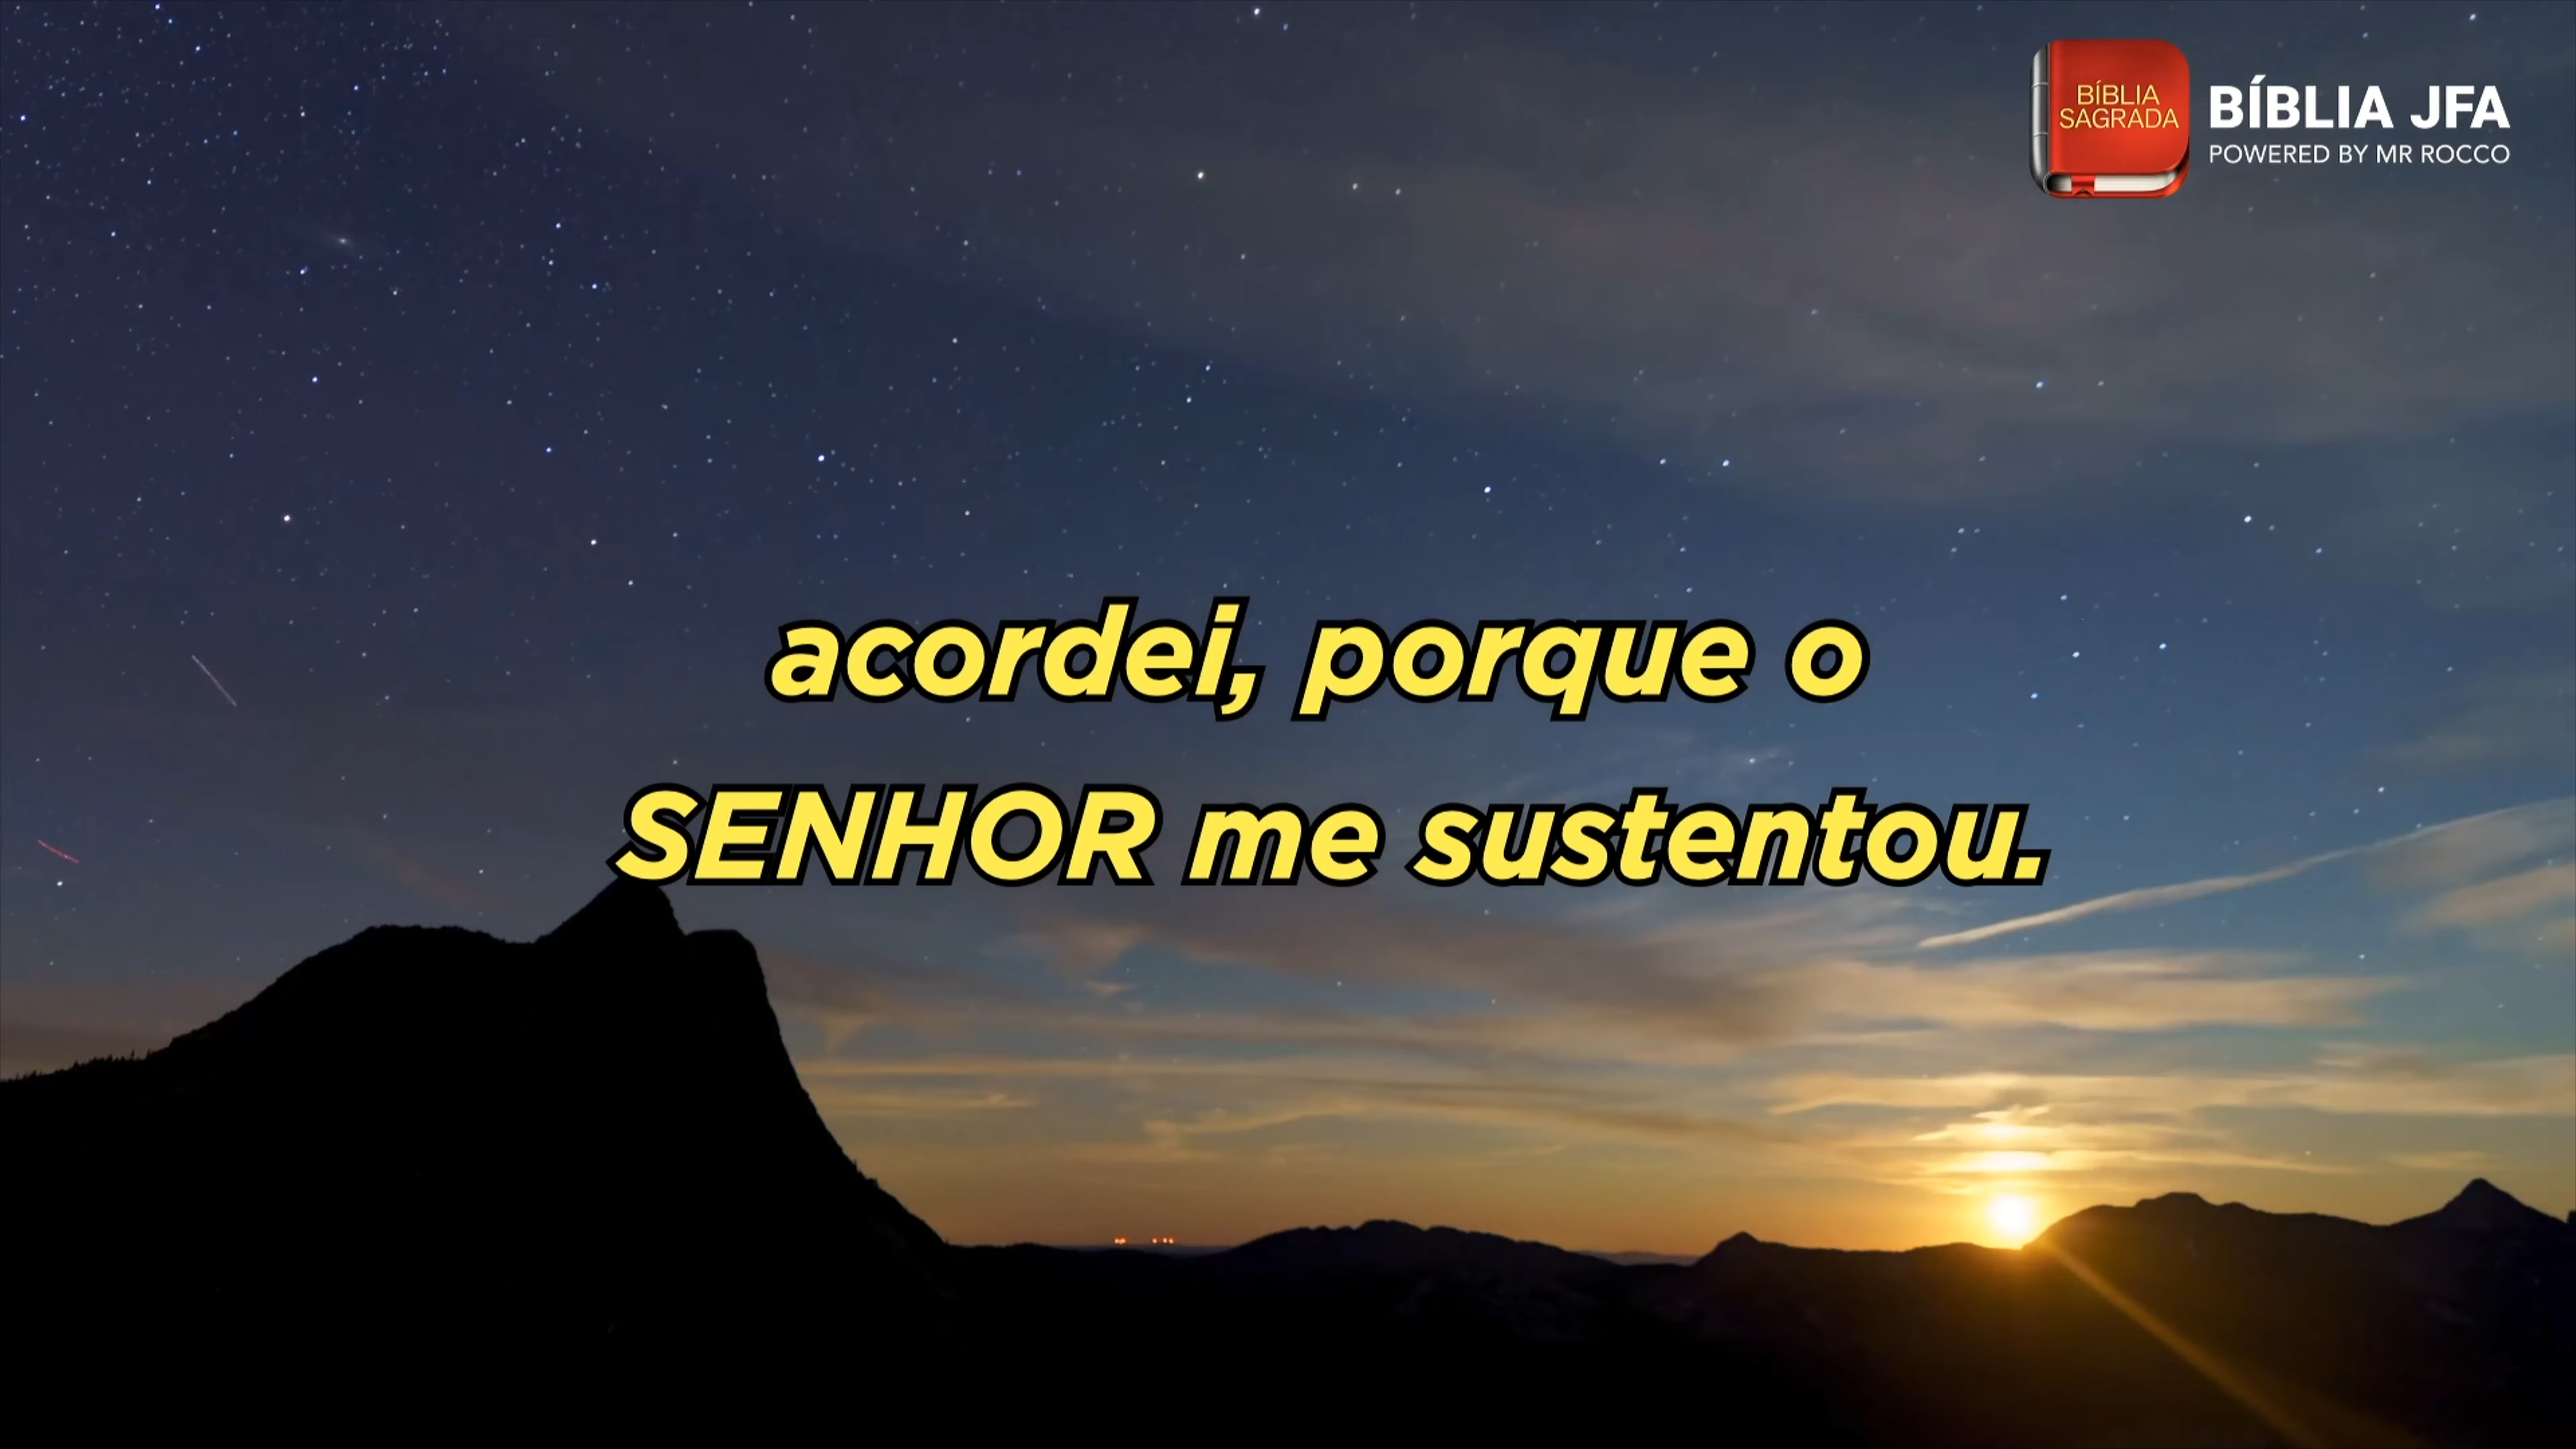 BÍBLIA
SAGRADA
BÍBLIA JFA
POWERED BY MR ROCCO
acordei, porque o
SENHOR me sustentou.